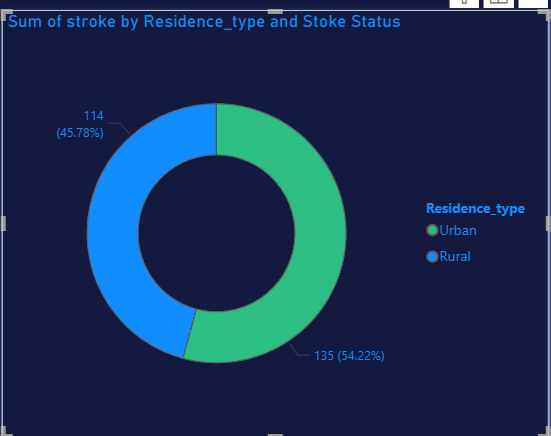 Sum of stroke by Residence_type and Stoke Status
114
(45.78%)
Residence_type
Urban
Rural
135 (54.22%)